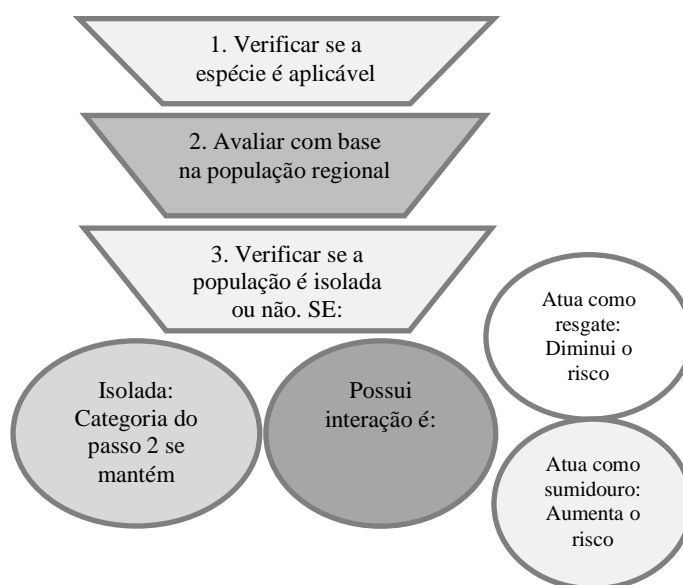 1. Verificar se a
espécie é aplicável
2. Avaliar com base
na população regional
3. Verificar se a
população é isolada
ou não. SE:
Isolada:
Categoria do
passo 2 se
mantém
Possui
interação é:
Atua como
resgate:
Diminui o
risco
Atua como
sumidouro:
Aumenta o
risco